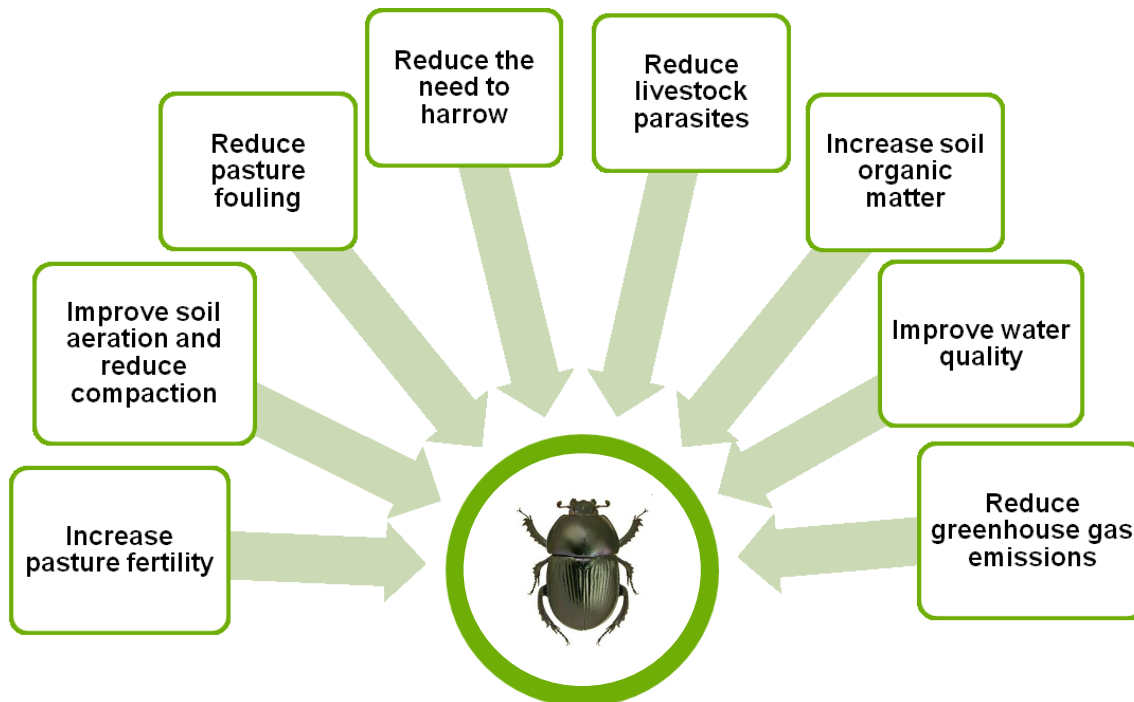 Increase
pasture fertility
Improve soil
aeration and
reduce
compaction
Reduce
pasture
fouling
Reduce the
need to
harrow
Reduce
livestock
parasites
Increase soil
organic
matter
Improve water
quality
Reduce
greenhouse gas
emissions